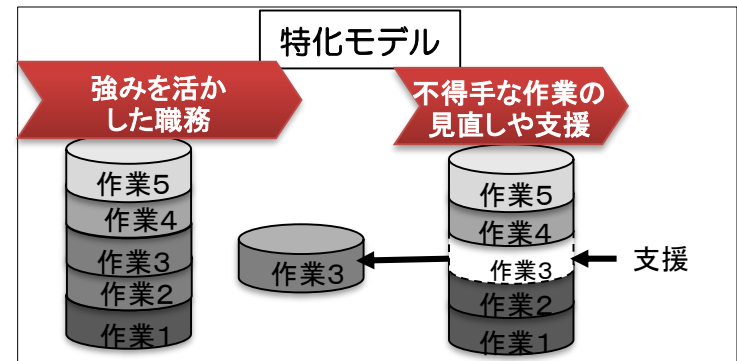 特化モデル
強みを活か
した職務
不得手な作業の
見直しや支援
作業5
作業4
作業3
作業2
作業1
作業3
作業5
作業4
作業3
作業2
作業1
支援